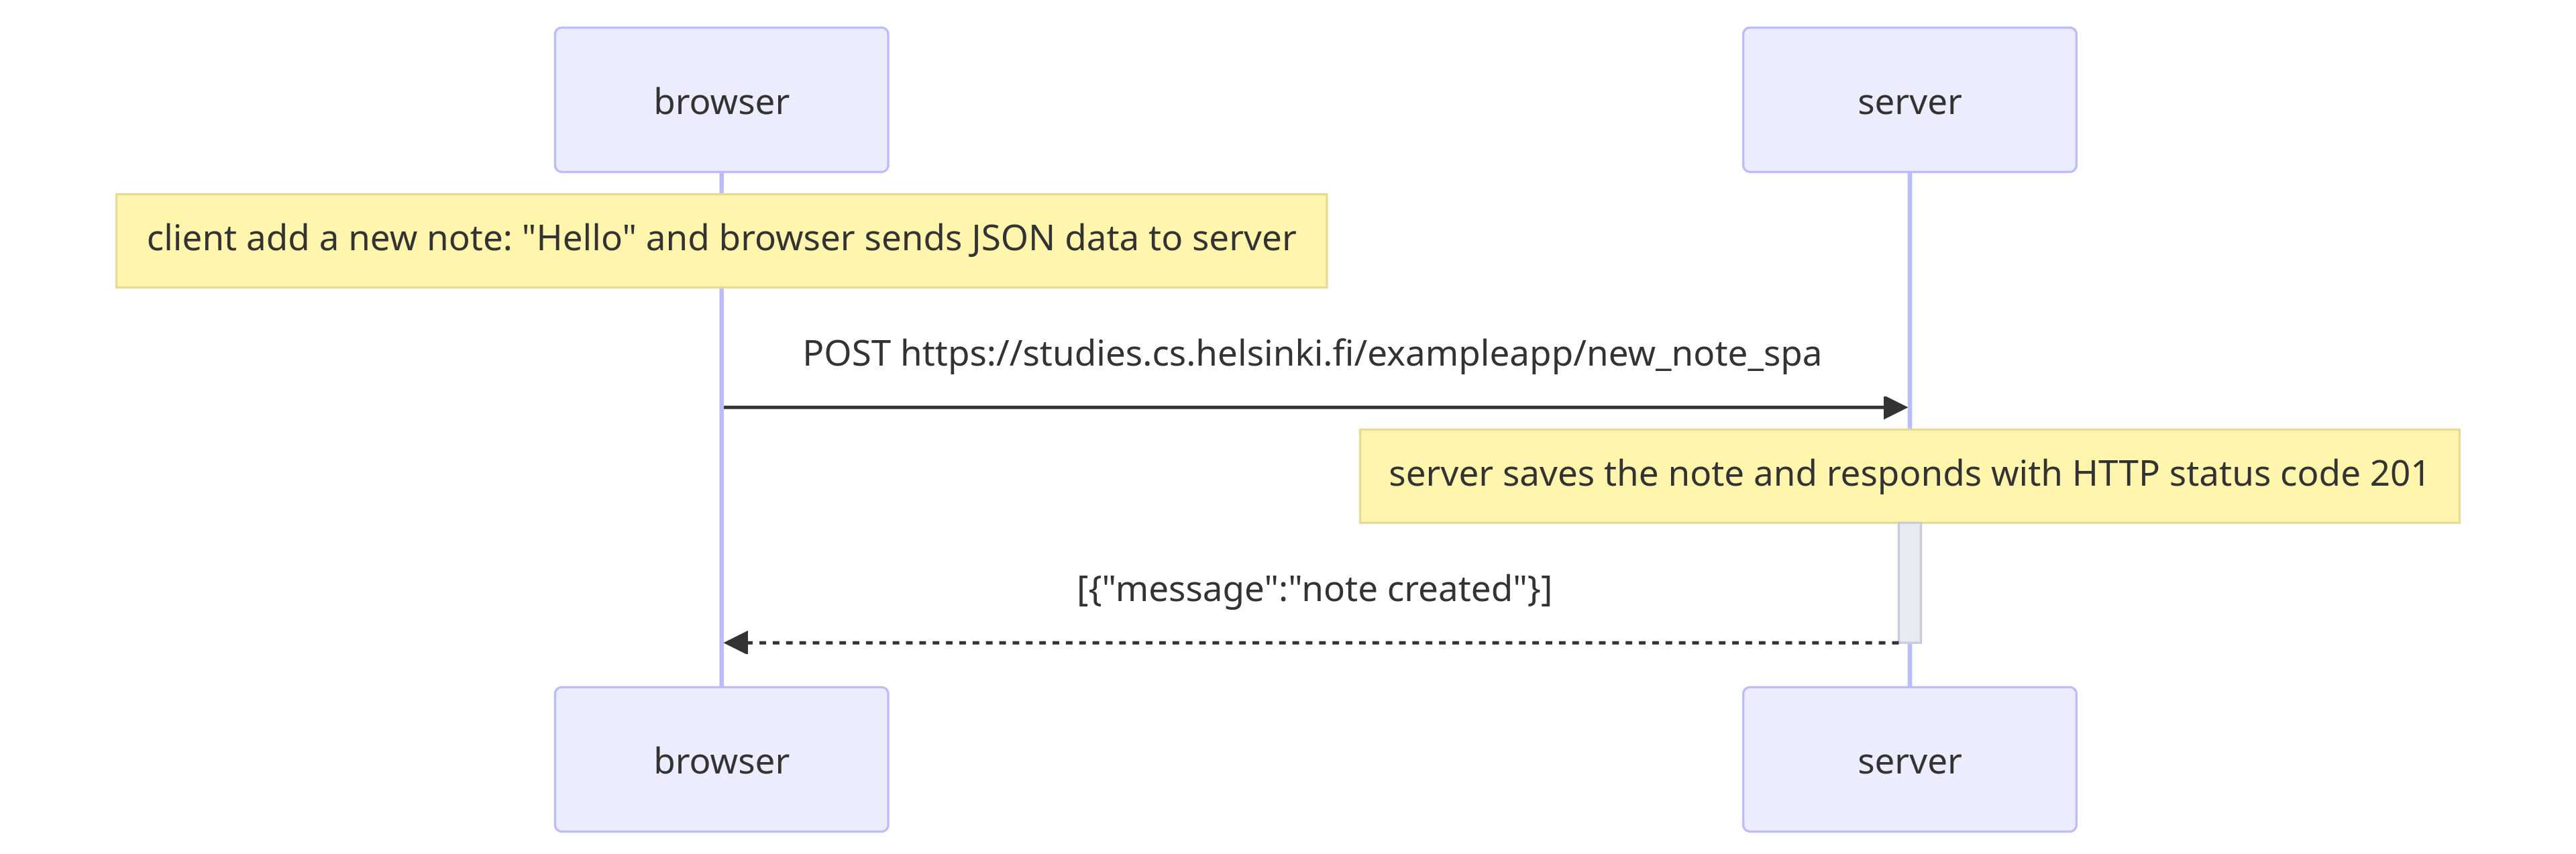 browser
server
client add a new note: "Hello" and browser sends JSON data to server
POST https://studies.cs.helsinki.fi/exampleapp/new_note_spa
server saves the note and responds with HTTP status code 201
[{"message":"note created"}]
browser
server